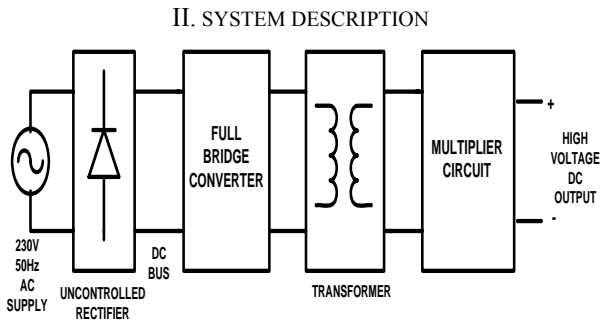 II. SYSTEM DESCRIPTION
FULL
BRIDGE
CONVERTER
MULTIPLIER
CIRCUIT
+
HIGH
VOLTAGE
DC
OUTPUT
-
230V
50Hz
AC
SUPPLY
UNCONTROLLED
RECTIFIER
DC
BUS
TRANSFORMER